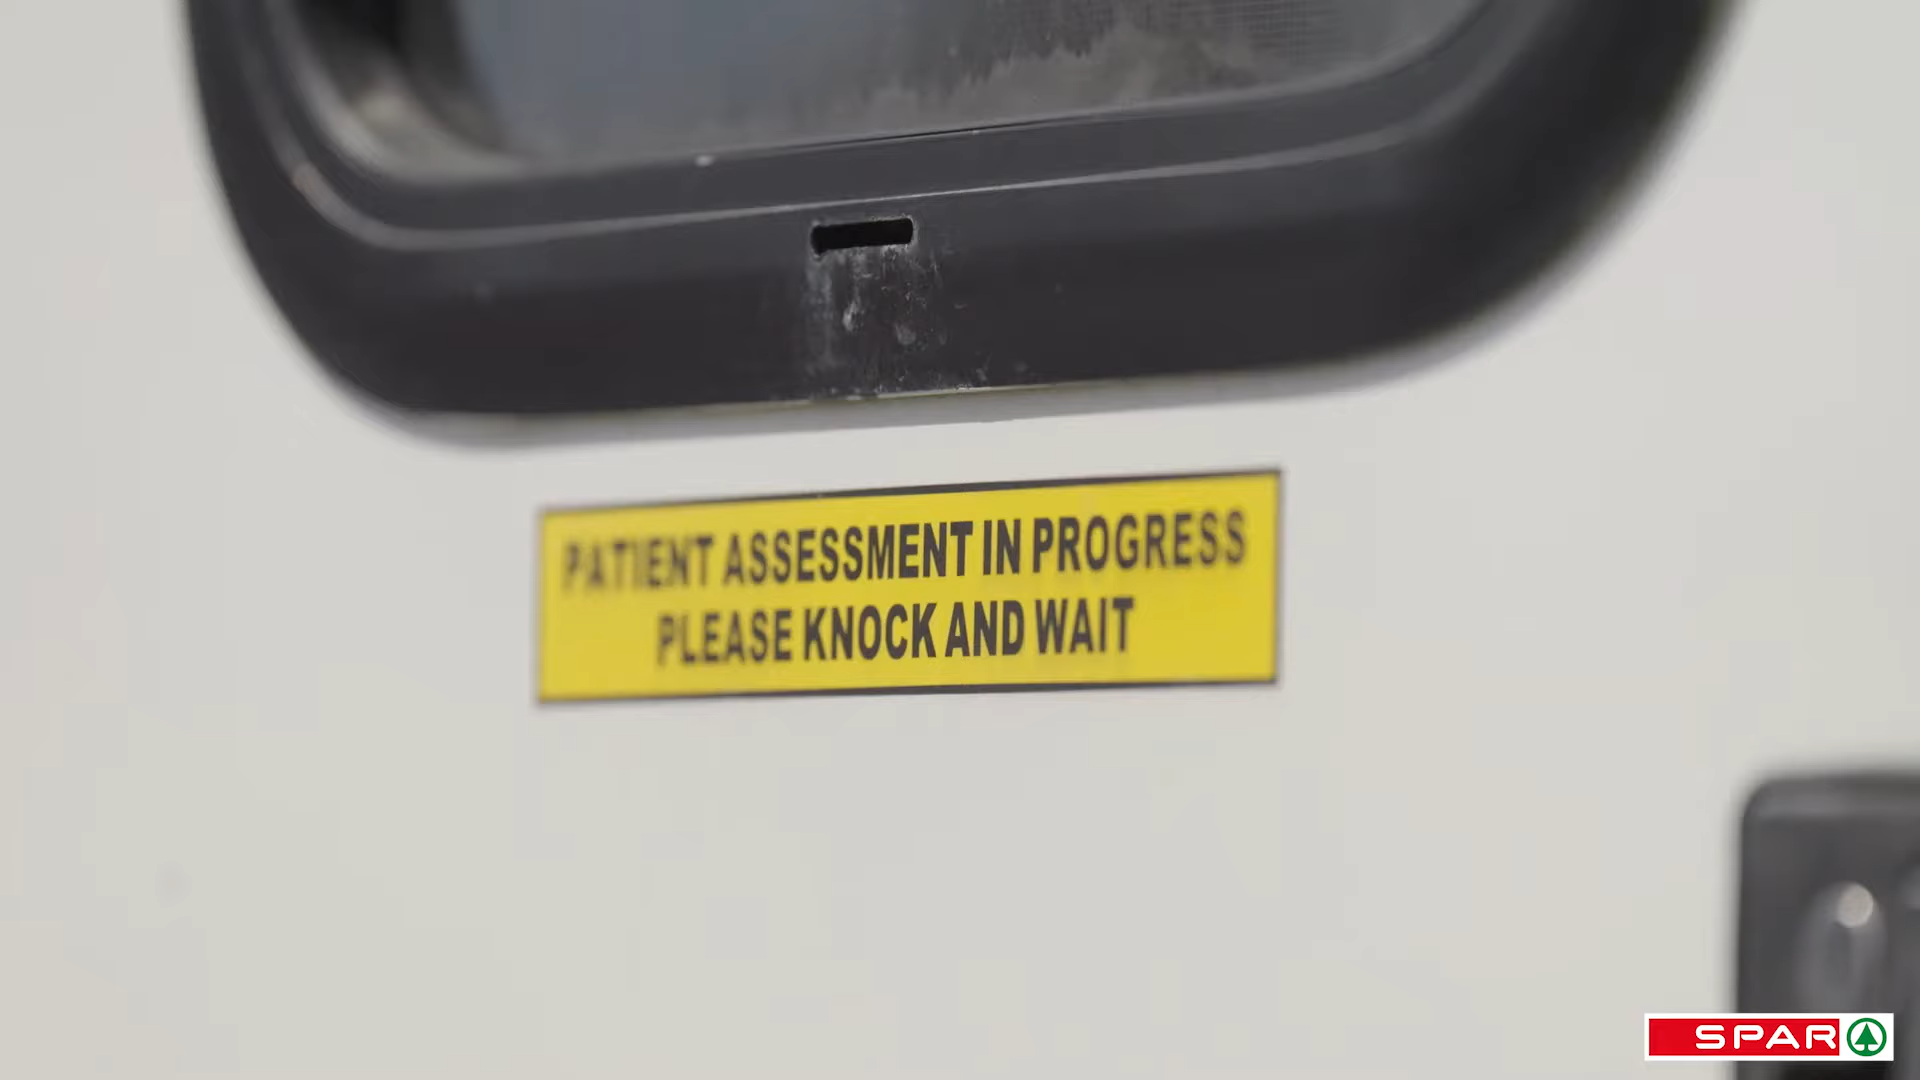 PATIENT ASSESSMENT IN PROGRESS
PLEASE KNOCK AND WAIT
SPAR